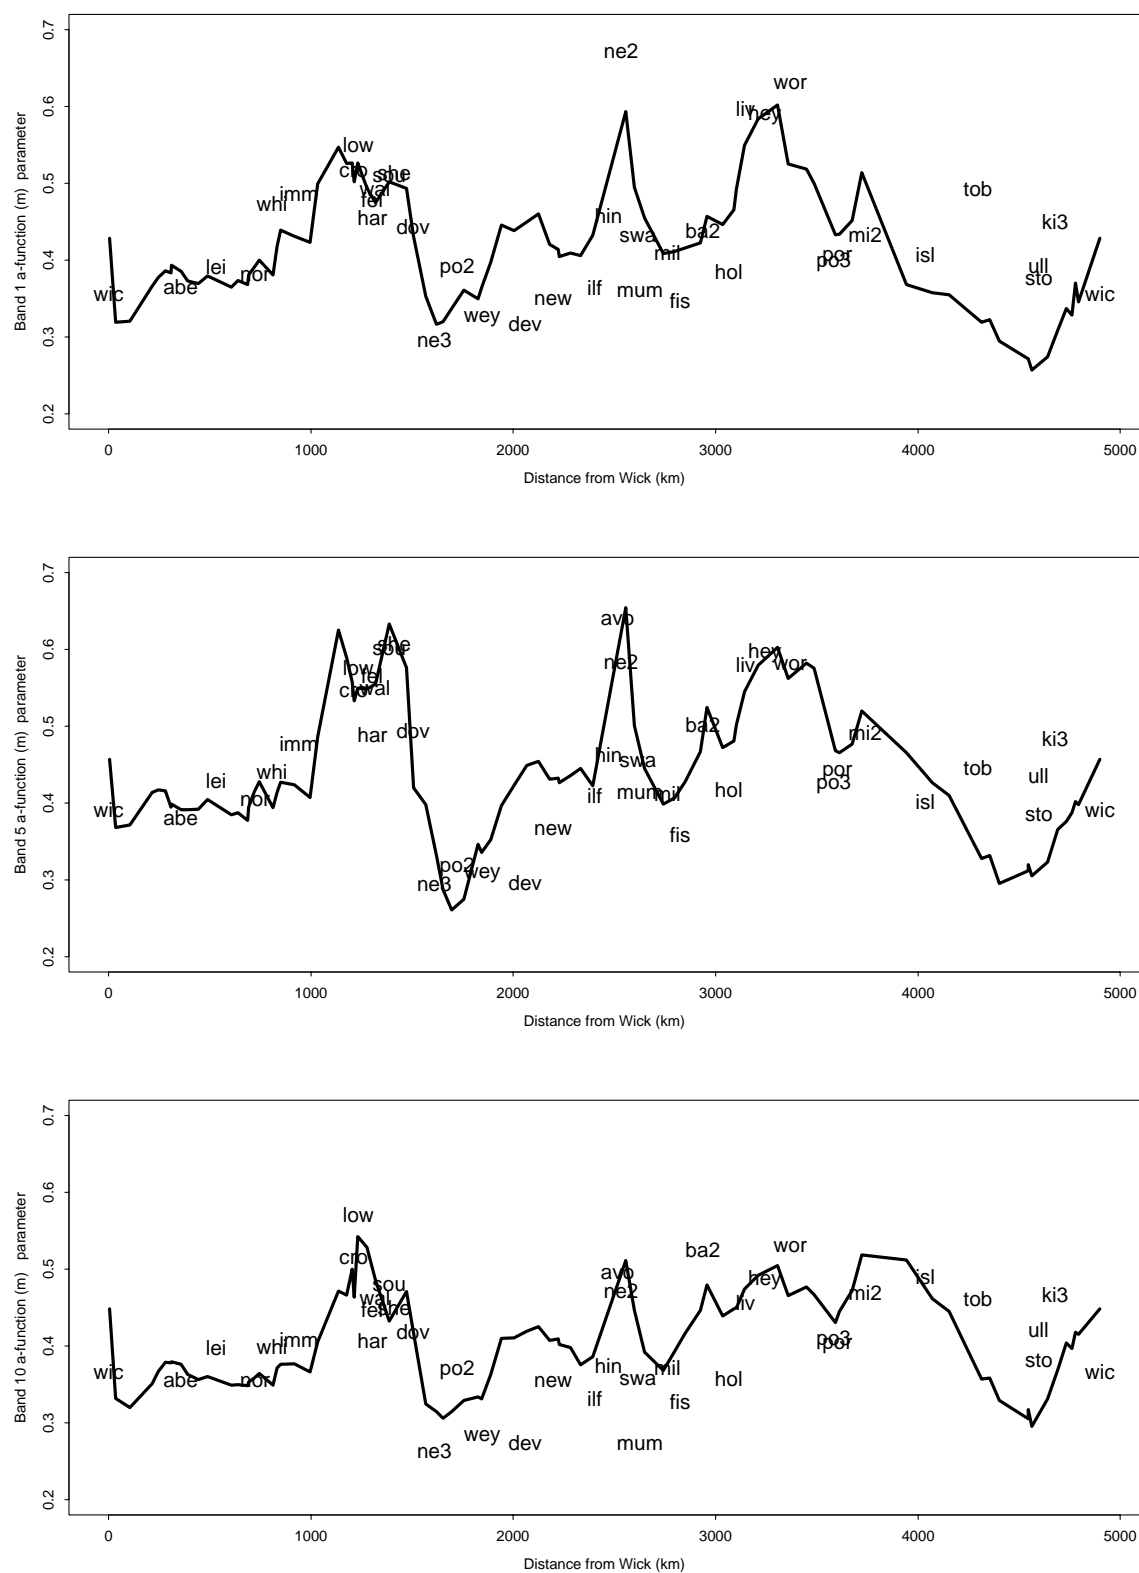 Band 1 a-function (m) parameter
0.2 0.3 0.4 0.5 0.6 0.7
ne2
wor
liv hey
low
cro she
sou
wal
imm fel
whi har
hin
tob
dov
swa ba2 mi2 ki3
mil por
lei po2 hol po3 isl ull
nor sto
wic abe ilf mum wic
new fis
wey
dev
ne3
0 1000 2000 3000 4000 5000
Distance from Wick (km)
Band 5 a-function (m) parameter
0.2 0.3 0.4 0.5 0.6 0.7
avo
she
sou hey
low fel ne2 liv wor
cro wal
har dov ba2 mi2 ki3
imm
hin swa
whi por tob
lei po3 ull
nor ilf mum mil hol isl
wic abe sto wic
new fis
po2
wey
ne3 dev
0 1000 2000 3000 4000 5000
Distance from Wick (km)
Band 10 a-function (m) parameter
0.2 0.3 0.4 0.5 0.6 0.7
low
cro ba2 wor
avo hey isl
sou ne2
wal liv mi2 tob ki3
fel she
imm har dov po3 ull
lei whi por
wic nor po2 hin mil sto wic
abe new swa hol
ilf fis
wey
ne3 dev mum
0 1000 2000 3000 4000 5000
Distance from Wick (km)